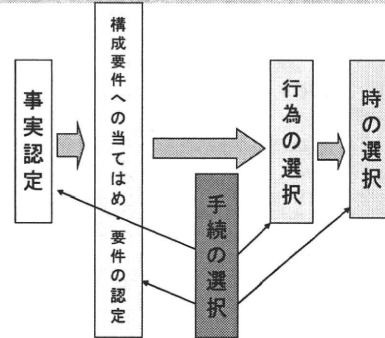 事実認定
構成要件への当てはめ・要件の認定
手続の選択
行為の選択
時の選択